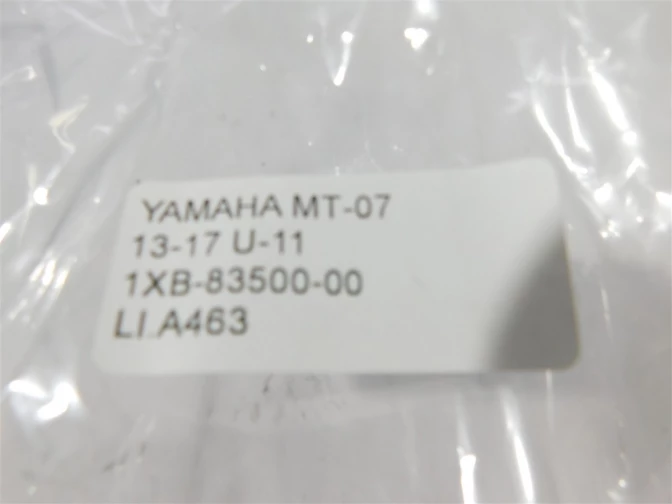 YAMAHA MT-07
13-17 U-11
1XB-83500-00
LI.A463